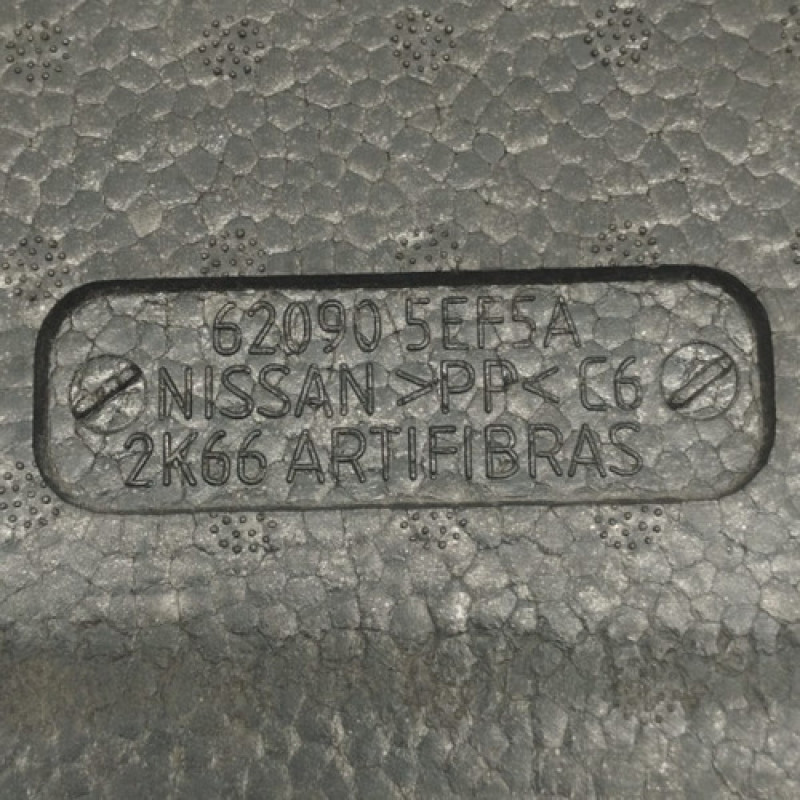 62090 5EF5A
NISSAN >PP< C6
2K66 ARTIFIBRAS